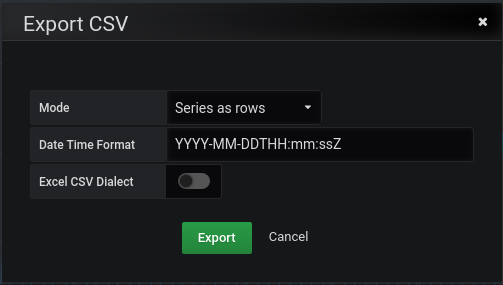 Export CSV
Mode Series as rows
Date Time Format YYYY-MM-DDTHH:mm:ssZ
Excel CSV Dialect
Export Cancel